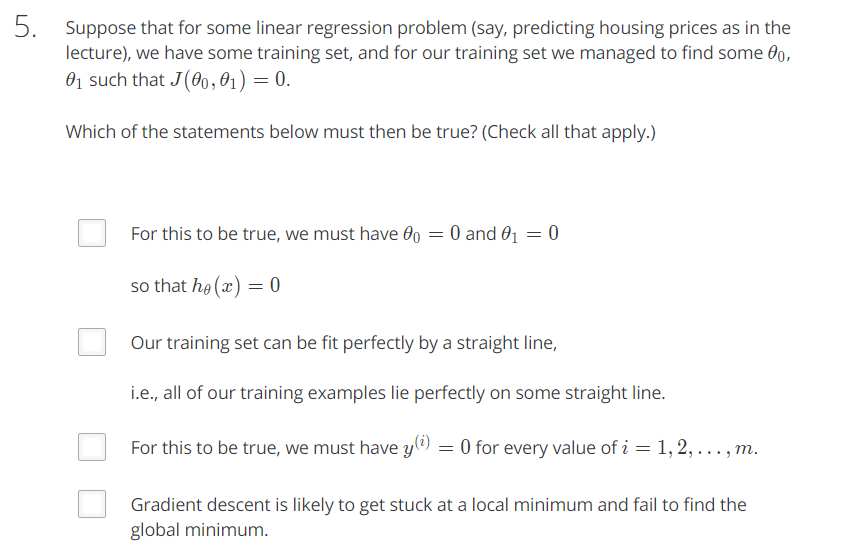 5. Suppose that for some linear regression problem (say, predicting housing prices as in the
lecture), we have some training set, and for our training set we managed to find some θ₀,
θ₁ such that J(θ₀, θ₁) = 0.
Which of the statements below must then be true? (Check all that apply.)
For this to be true, we must have θ₀ = 0 and θ₁ = 0
so that hθ(x) = 0
Our training set can be fit perfectly by a straight line,
i.e., all of our training examples lie perfectly on some straight line.
For this to be true, we must have y⁽ⁱ⁾ = 0 for every value of i = 1, 2, . . . , m.
Gradient descent is likely to get stuck at a local minimum and fail to find the
global minimum.